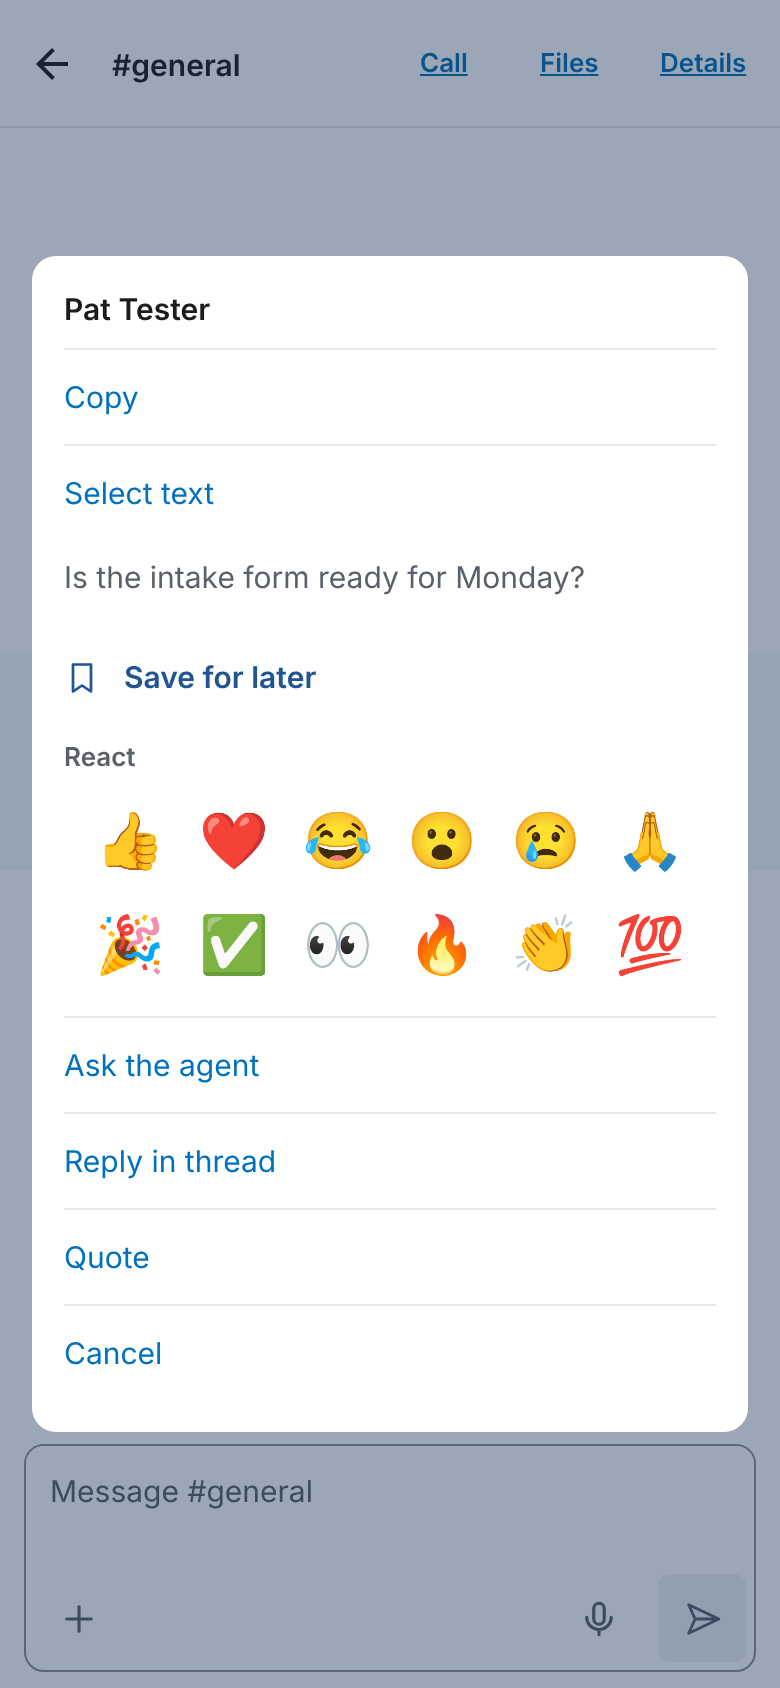 #general Call Files Details
Pat Tester
Copy
Select text
Is the intake form ready for Monday?
Save for later
React
Ask the agent
Reply in thread
Quote
Cancel
Message #general